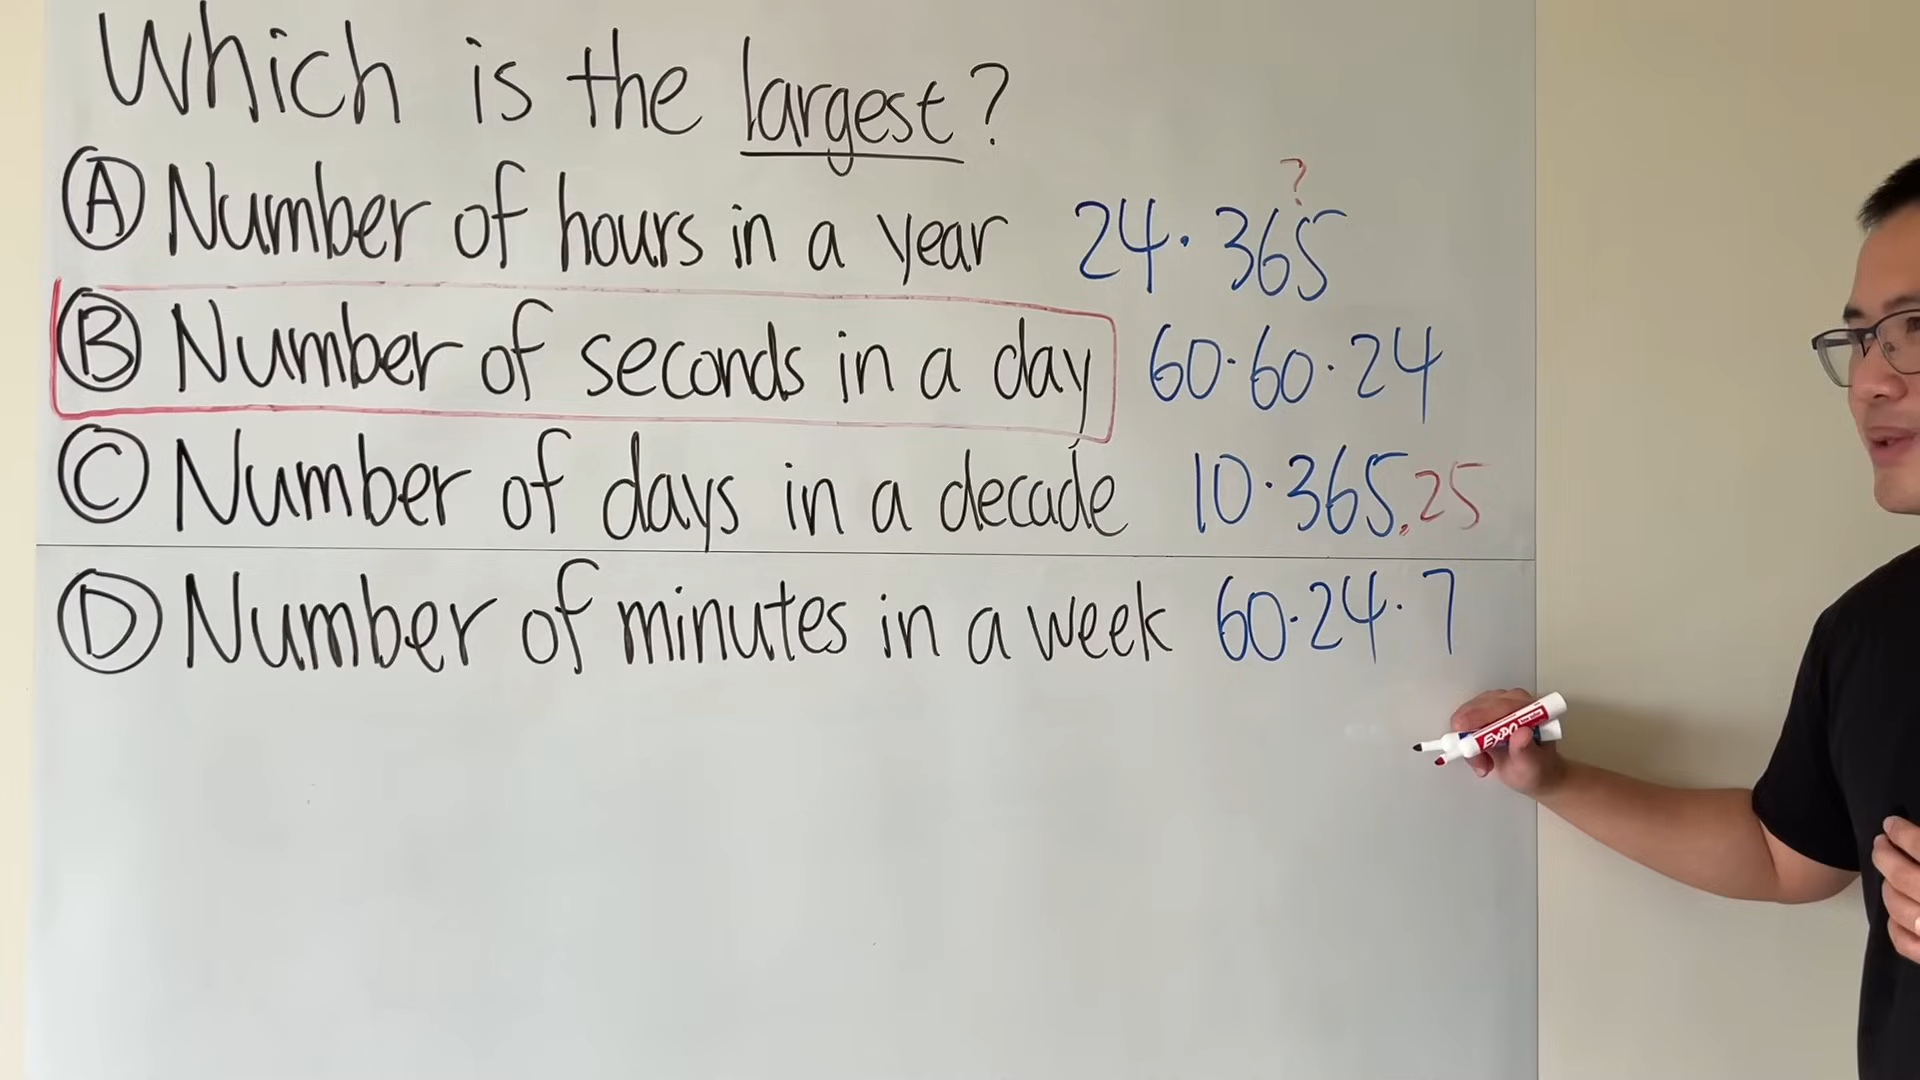 Which is the largest?
?
Ⓐ Number of hours in a year 24·365
Ⓑ Number of seconds in a day 60·60·24
Ⓒ Number of days in a decade 10·365.25
Ⓓ Number of minutes in a week 60·24·7
EXPO